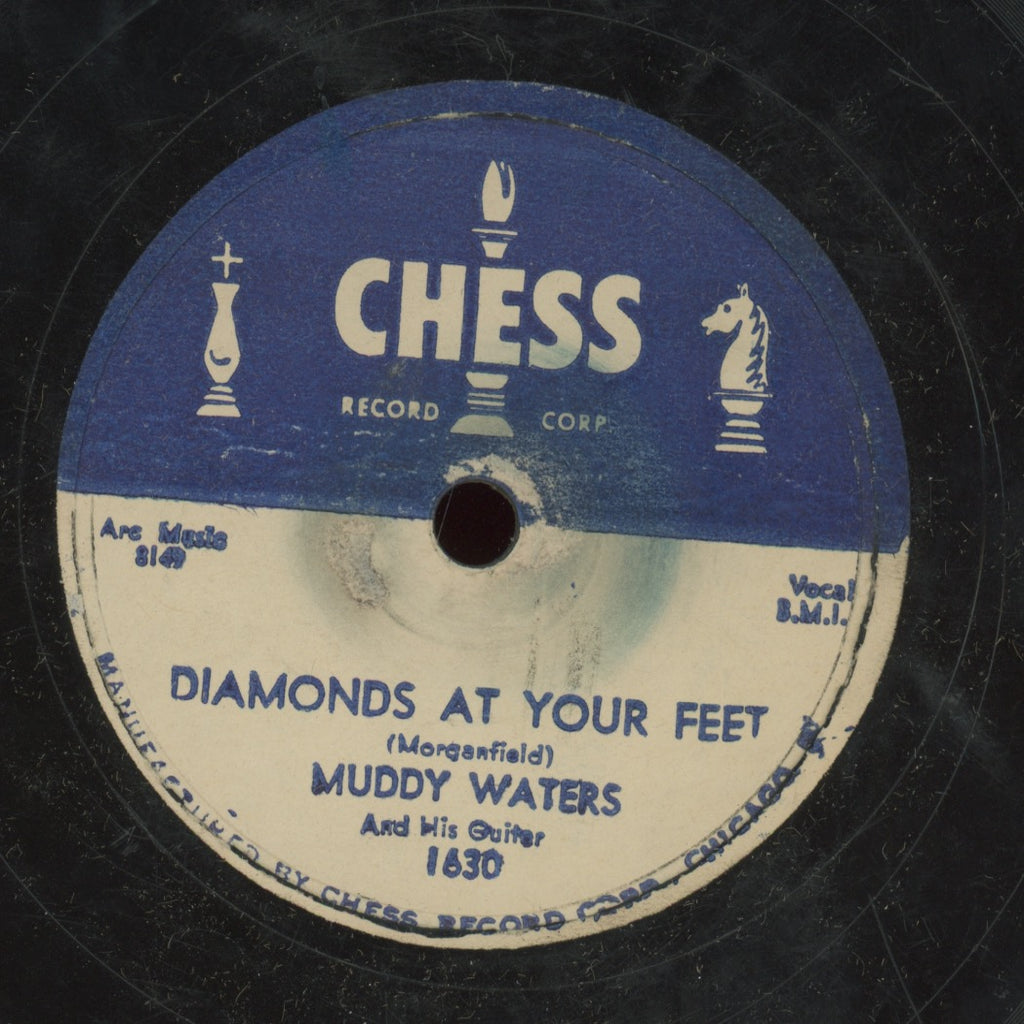 CHESS
RECORD CORP.
Arc Music
8149
Vocal
B.M.I.
DIAMONDS AT YOUR FEET
(Morganfield)
MUDDY WATERS
And His Guitar
1630
MANUFACTURED BY CHESS RECORD CORP., CHICAGO